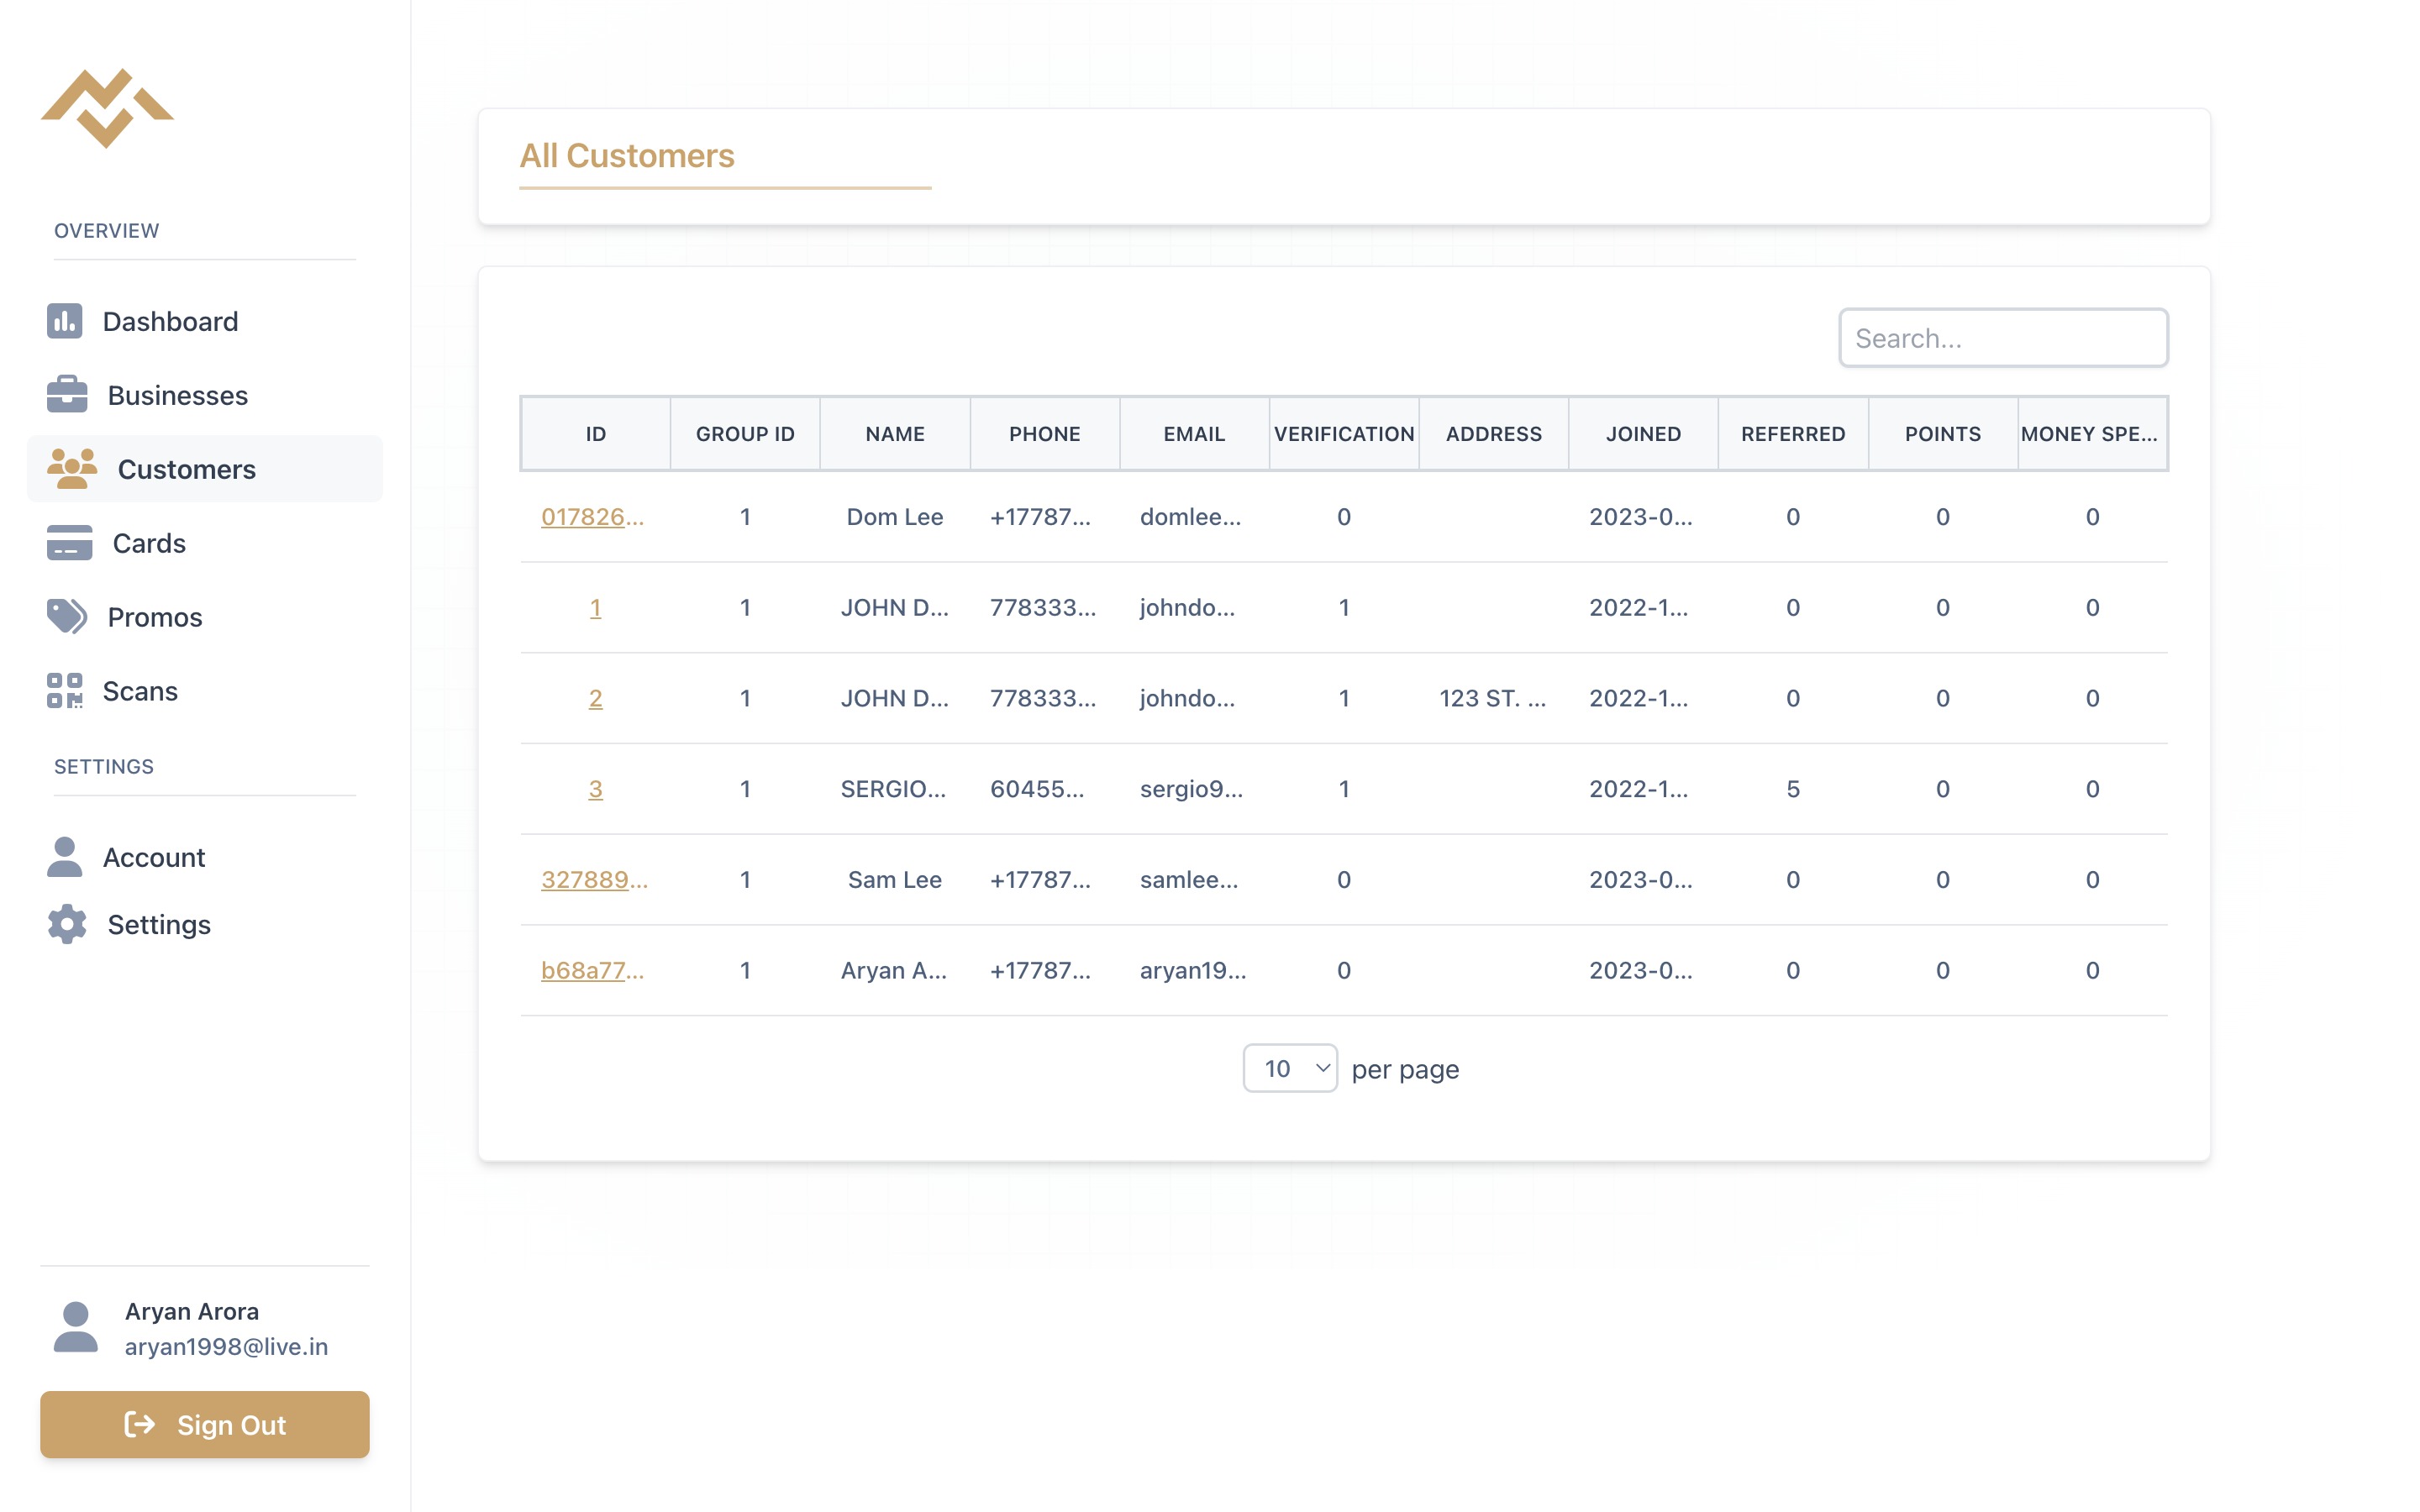 OVERVIEW
Dashboard
Businesses
Customers
Cards
Promos
Scans
SETTINGS
Account
Settings
Aryan Arora
aryan1998@live.in
Sign Out
All Customers
Search...
ID GROUP ID NAME PHONE EMAIL VERIFICATION ADDRESS JOINED REFERRED POINTS MONEY SPE...
017826... 1 Dom Lee +17787... domlee... 0 2023-0... 0 0 0
1 1 JOHN D... 778333... johndo... 1 2022-1... 0 0 0
2 1 JOHN D... 778333... johndo... 1 123 ST. ... 2022-1... 0 0 0
3 1 SERGIO... 60455... sergio9... 1 2022-1... 5 0 0
327889... 1 Sam Lee +17787... samlee... 0 2023-0... 0 0 0
b68a77... 1 Aryan A... +17787... aryan19... 0 2023-0... 0 0 0
10 per page